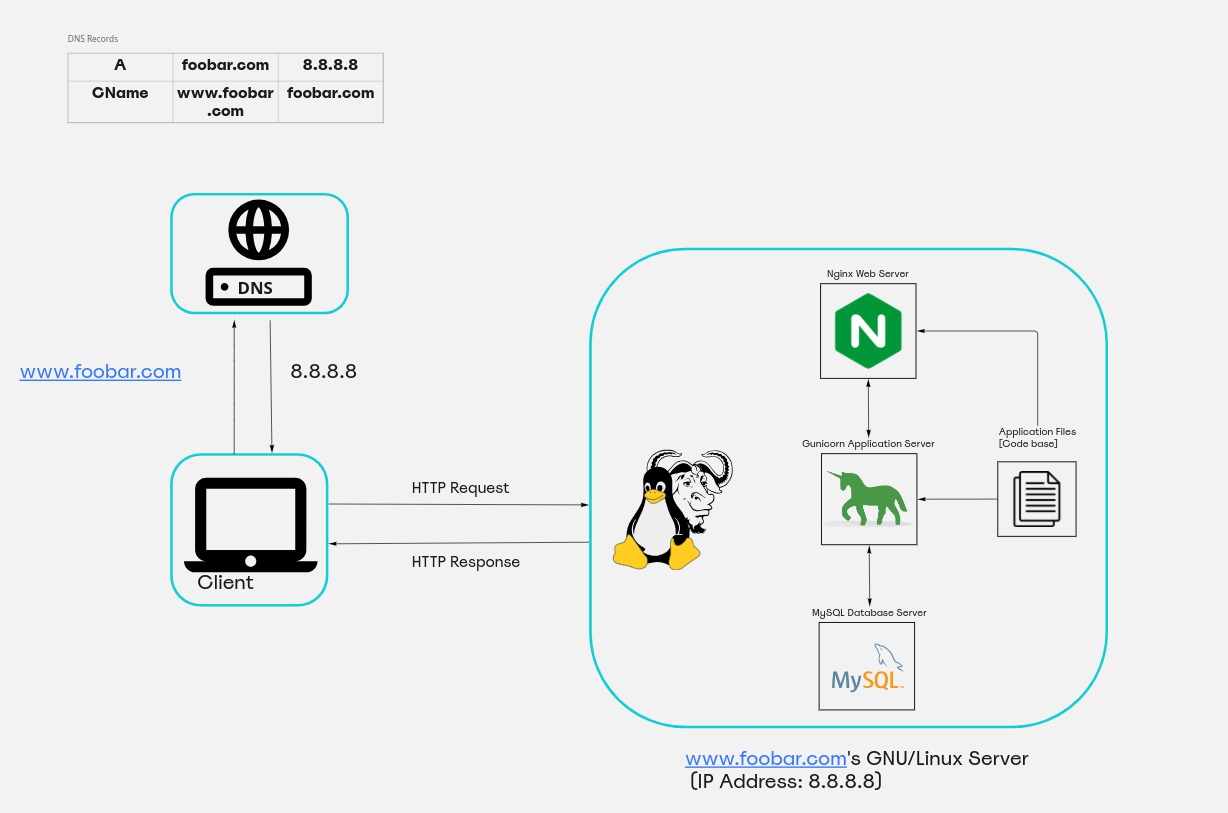 DNS Records
A foobar.com 8.8.8.8
CName www.foobar foobar.com
.com
DNS
www.foobar.com
8.8.8.8
Client
HTTP Request
HTTP Response
Nginx Web Server
N
Gunicorn Application Server
Application Files
[Code base]
MySQL Database Server
MySQL
www.foobar.com's GNU/Linux Server
(IP Address: 8.8.8.8)